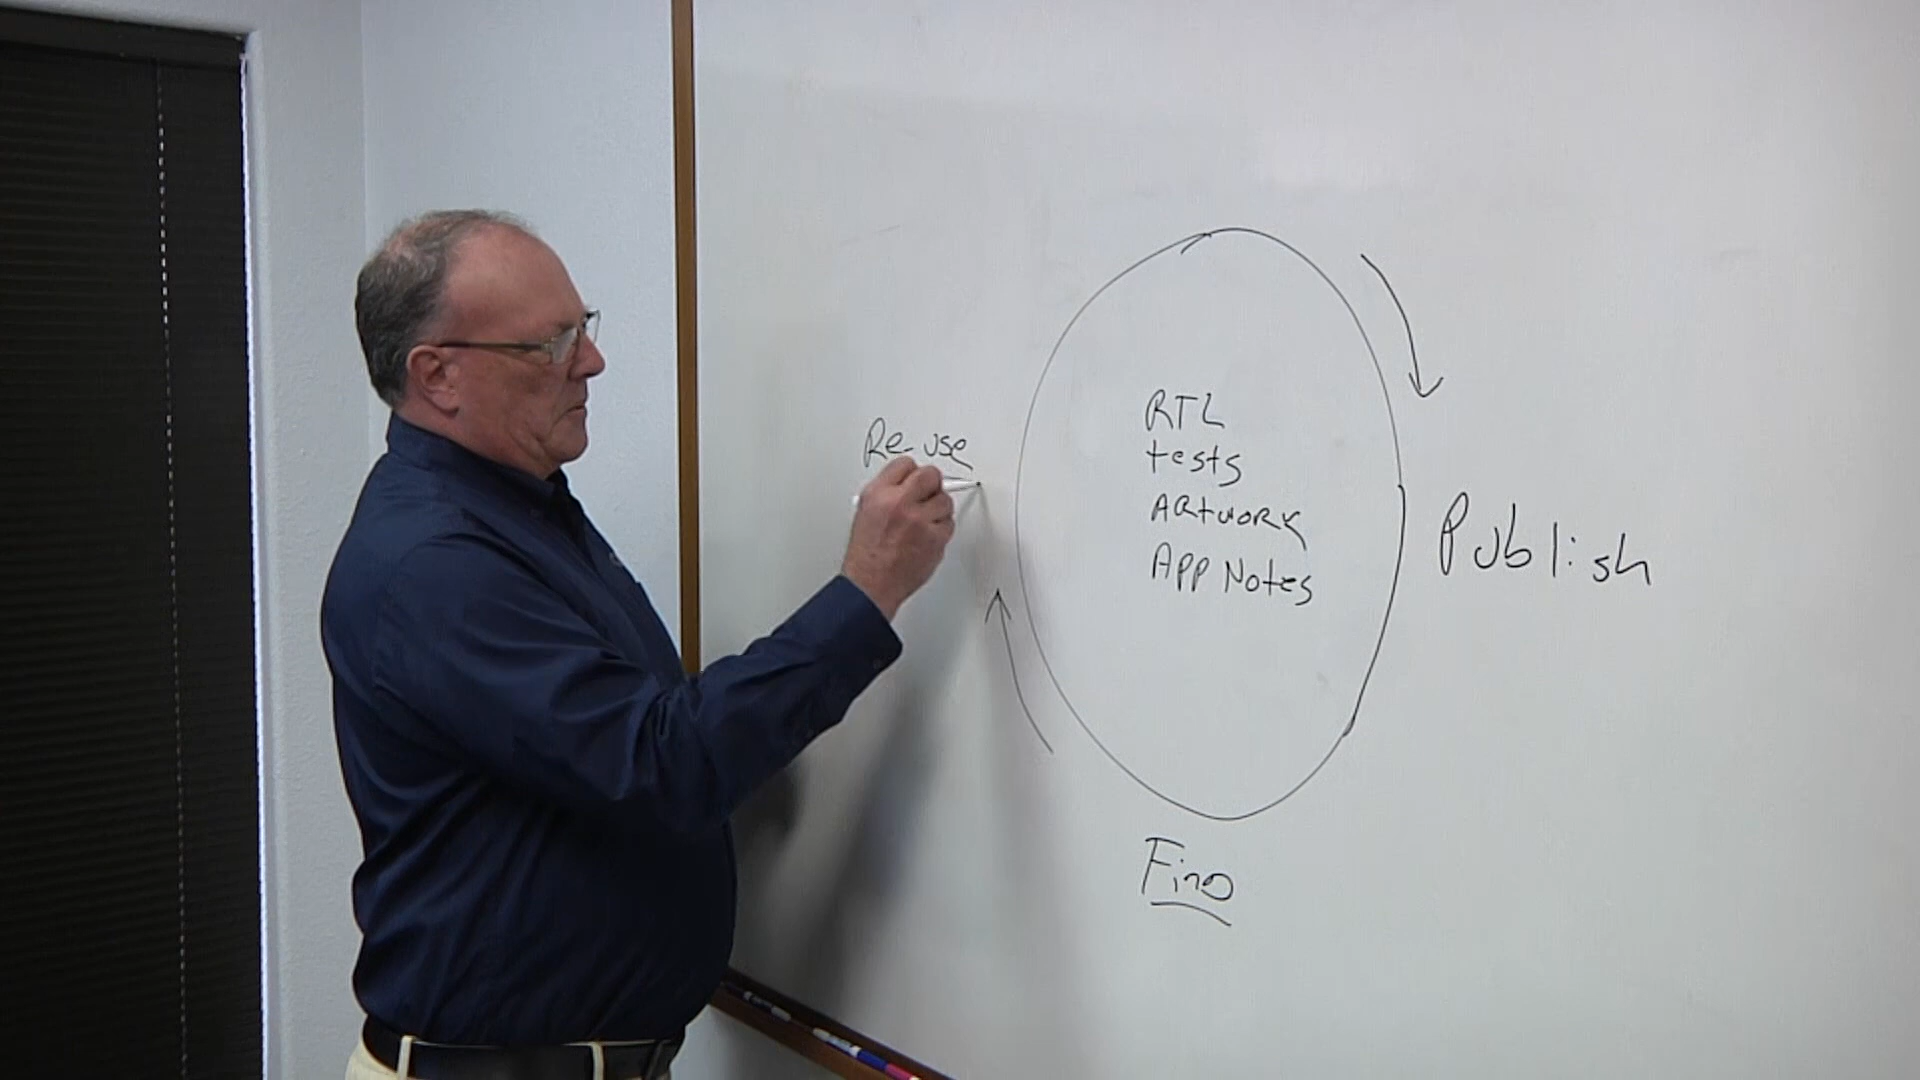 Re-use
RTL
tests
ARtwoRK
APP Notes
Publish
Find